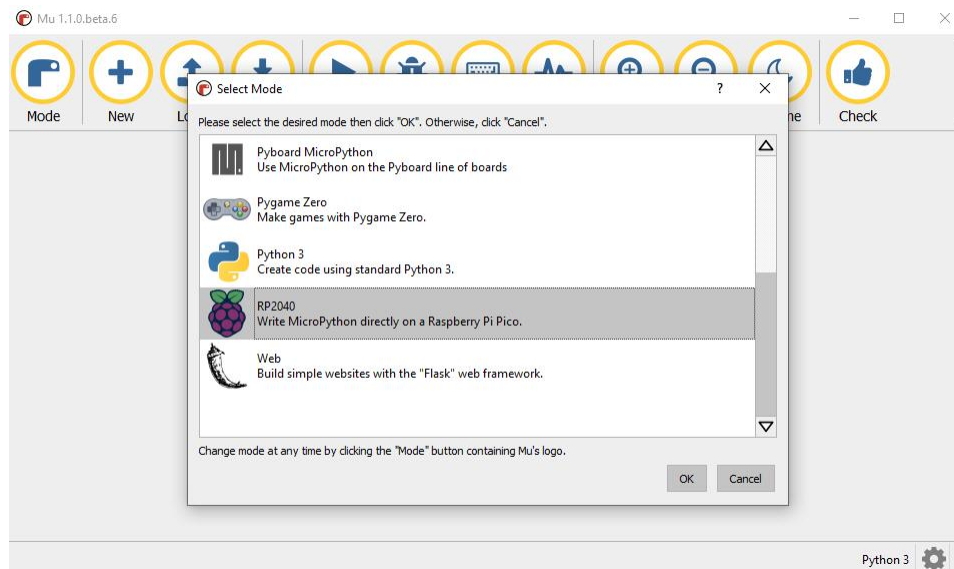 Mu 1.1.0.beta.6
Select Mode
?
Mode
New
Check
Please select the desired mode then click "OK". Otherwise, click "Cancel".
Pyboard MicroPython
Use MicroPython on the Pyboard line of boards
Pygame Zero
Make games with Pygame Zero.
Python 3
Create code using standard Python 3.
RP2040
Write MicroPython directly on a Raspberry Pi Pico.
Web
Build simple websites with the "Flask" web framework.
Change mode at any time by clicking the "Mode" button containing Mu's logo.
OK
Cancel
Python 3